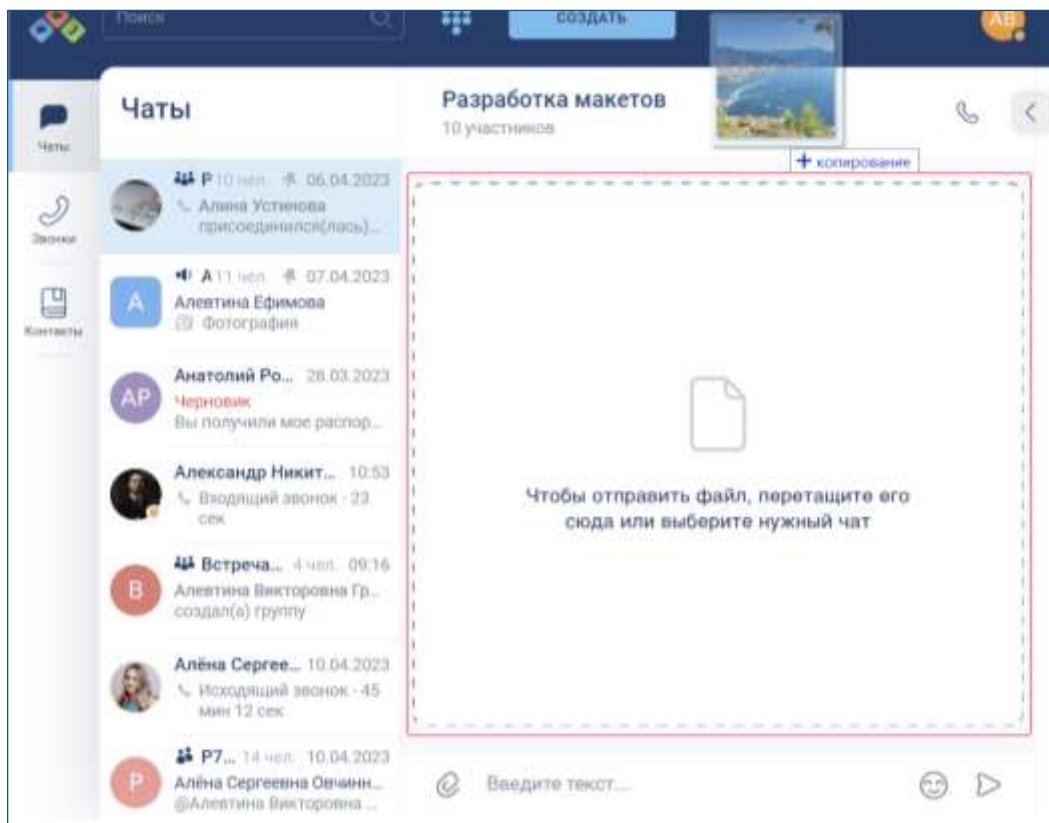 Поиск
СОЗДАТЬ
АВ
Чаты
Звонки
Контакты
Чаты
Р 10 чел. 06.04.2023
Алина Устинова
присоединился(лась)...
А
А 11 чел. 07.04.2023
Алевтина Ефимова
Фотография
АР
Анатолий Ро... 28.03.2023
Черновик
Вы получили мое распор...
Александр Никит... 10:53
Входящий звонок - 23
сек
В
Встреча... 4 чел. 09:16
Алевтина Викторовна Гр...
создал(а) группу
Алёна Сергее... 10.04.2023
Исходящий звонок - 45
мин 12 сек
Р
Р7... 14 чел. 10.04.2023
Алёна Сергеевна Овчинн...
@Алевтина Викторовна ...
Разработка макетов
10 участников
+ копирование
Чтобы отправить файл, перетащите его
сюда или выберите нужный чат
Введите текст...